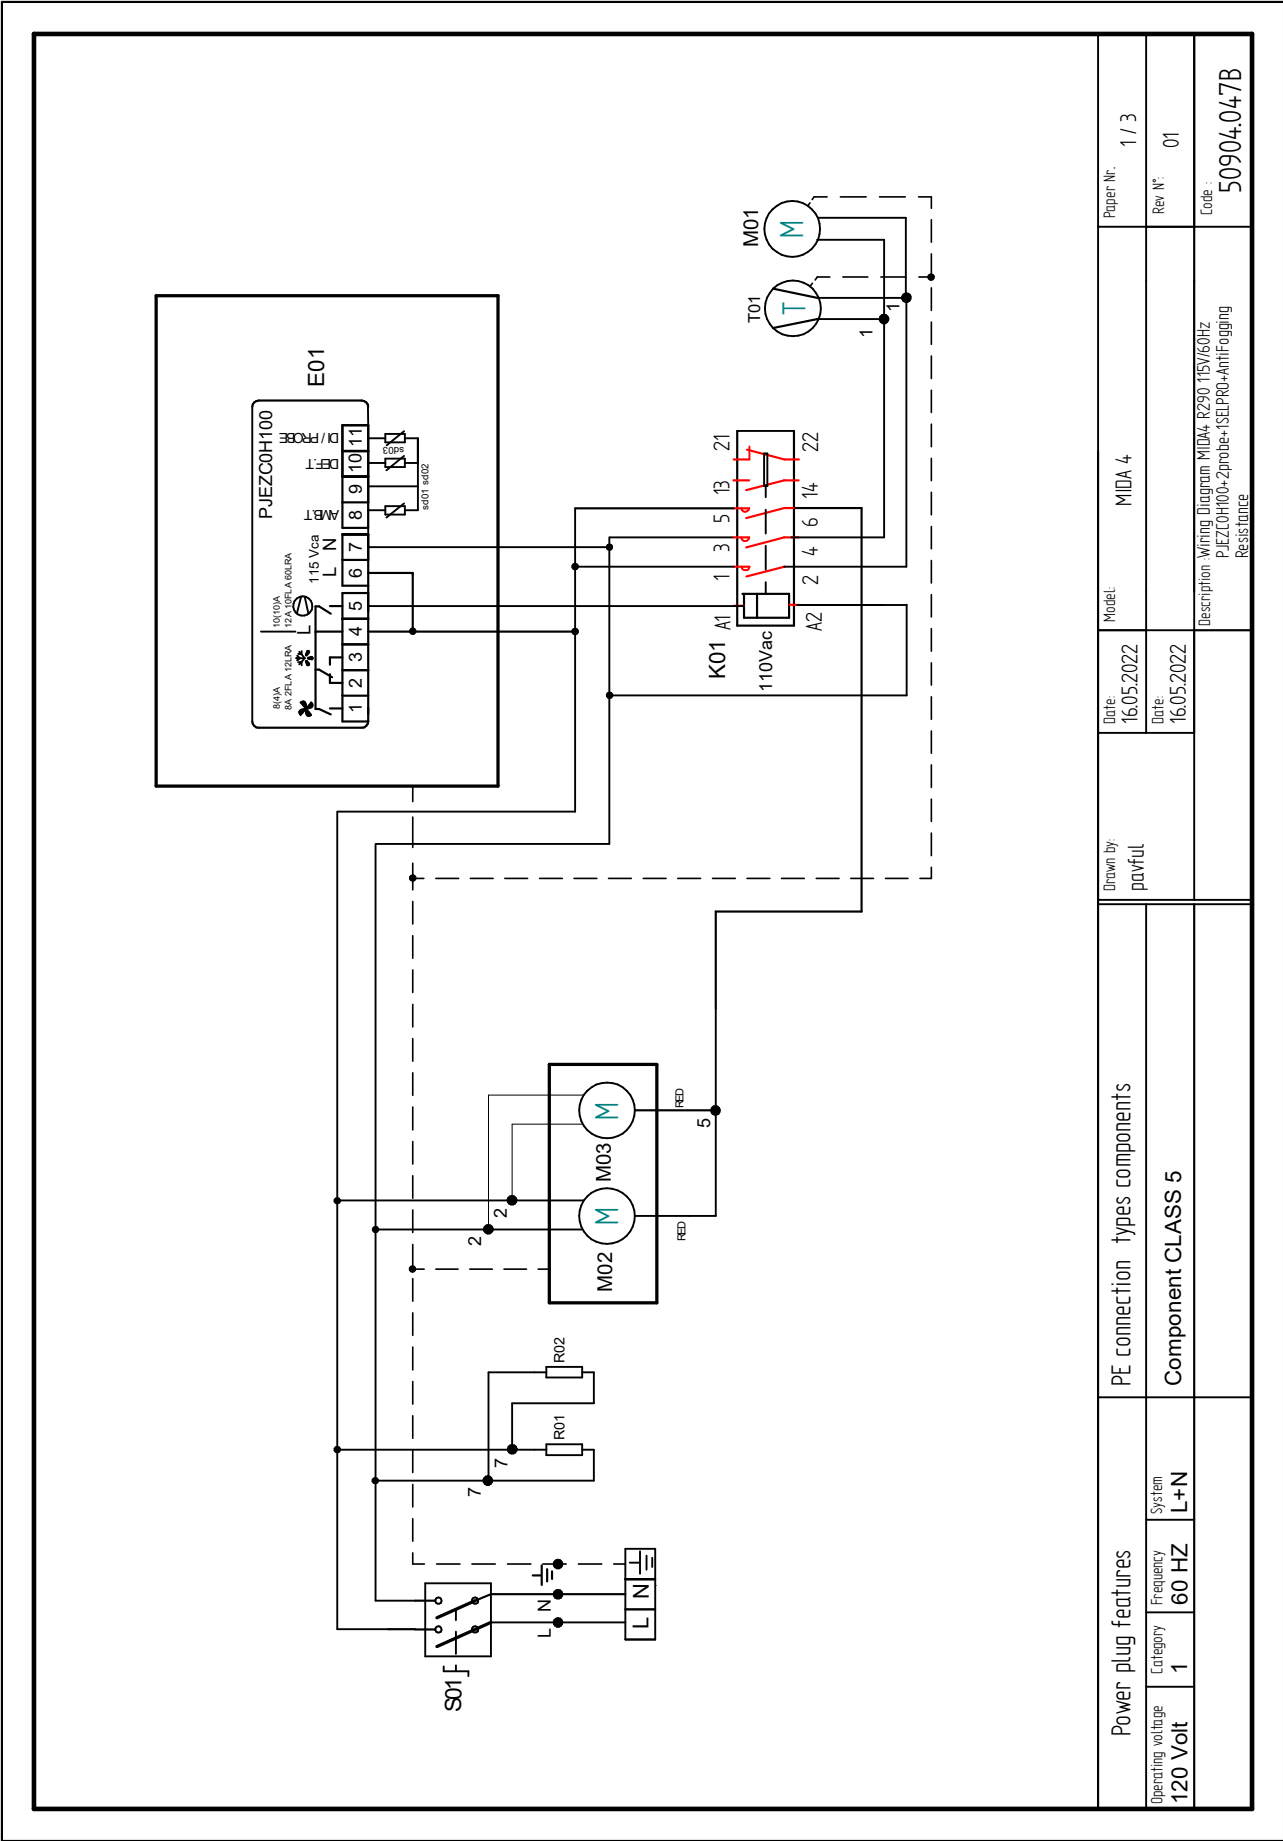 PJEZC0H100
E01
8(4)A
8A 2FLA 12LRA
10(10)A
12A 10FLA 60LRA
L
115 Vca
L N
AMB.T
DEF.T
DI / PROBE
1 2 3 4 5 6 7 8 9 10 11
sd03
sd01 sd02
S01
L N
L N
7
7
R01
R02
2
2
M
M
M02
M03
RED
RED
5
K01
110Vac
A1 1 3 5 13 21
A2 2 4 6 14 22
T01
M01
T
M
1
1
Power plug features
Operating voltage
120 Volt
Category
1
Frequency
60 HZ
System
L+N
PE connection types components
Component CLASS 5
Drawn by:
pavful
Date:
16.05.2022
Date:
16.05.2022
Model:
MIDA 4
Description :Wiring Diagram MIDA4 R290 115V/60Hz
PJEZC0H100+2probe+1SELPRO+AntiFogging
Resistance
Paper Nr.
1 / 3
Rev N°:
01
Code :
50904.047B